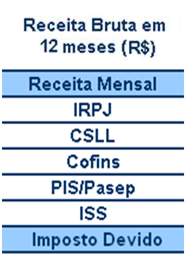 Receita Bruta em
12 meses (R$)
Receita Mensal
IRPJ
CSLL
Cofins
PIS/Pasep
ISS
Imposto Devido